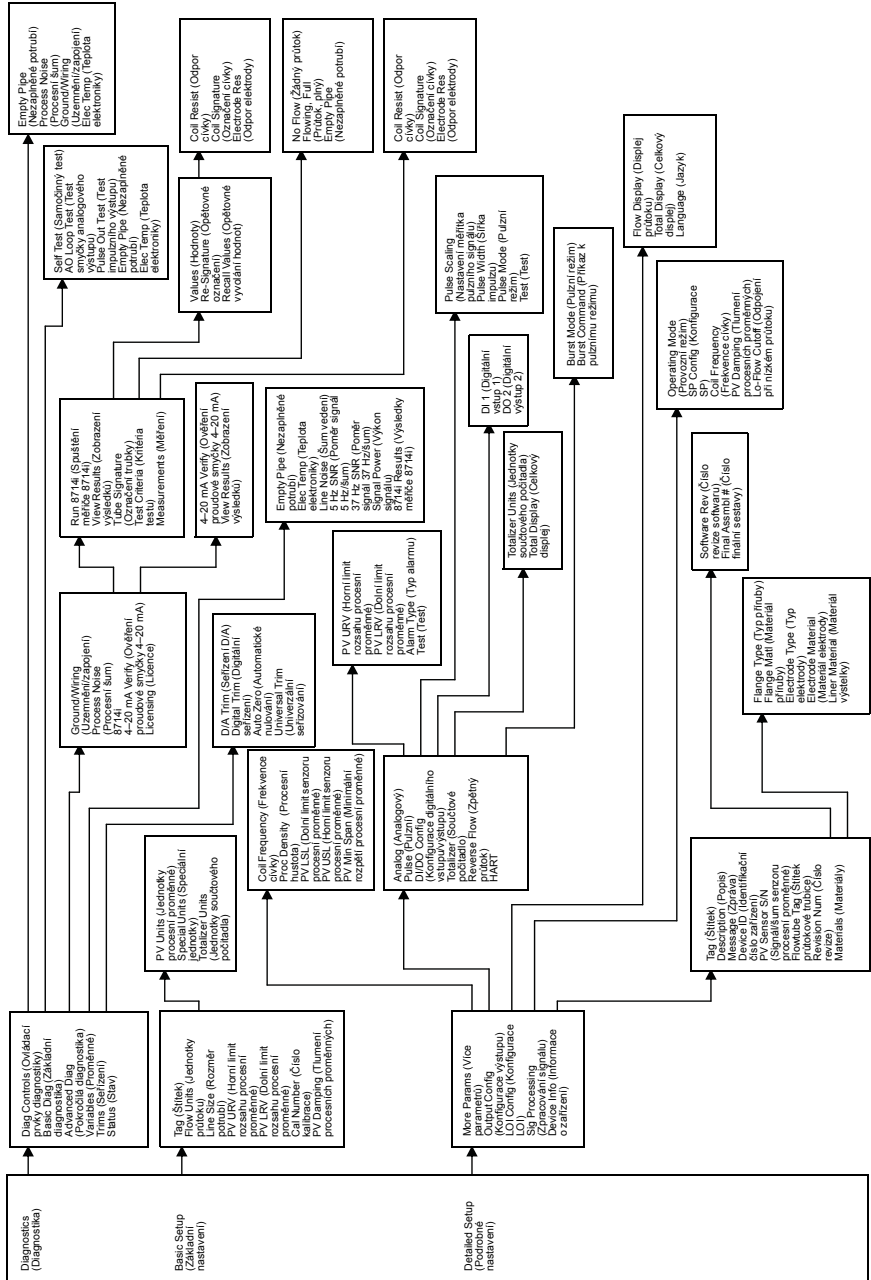 Diagnostics
(Diagnostika)
Basic Setup
(Základní
nastavení)
Detailed Setup
(Podrobné
nastavení)
Diag Controls (Ovládací
prvky diagnostiky)
Basic Diag (Základní
diagnostika)
Advanced Diag
(Pokročilá diagnostika)
Variables (Proměnné)
Trims (Seřízení)
Status (Stav)
Tag (Štítek)
Flow Units (Jednotky
průtoku)
Line Size (Rozměr
potrubí)
PV URV (Horní limit
rozsahu procesní
proměnné)
PV LRV (Dolní limit
rozsahu procesní
proměnné)
Cal Number (Číslo
kalibrace)
PV Damping (Tlumení
procesních proměnných)
More Params (Více
parametrů)
Output Config
(Konfigurace výstupu)
LOI Config (Konfigurace
LOI)
Sig Processing
(Zpracování signálu)
Device Info (Informace
o zařízení)
PV Units (Jednotky
procesní proměnné)
Special Units (Speciální
jednotky)
Totalizer Units
(Jednotky součtového
počítadla)
Coil Frequency (Frekvence
cívky)
Proc Density (Procesní
hustota)
PV LSL (Dolní limit senzoru
procesní proměnné)
PV USL (Horní limit senzoru
procesní proměnné)
PV Min Span (Minimální
rozpětí procesní proměnné)
Analog (Analogový)
Pulse (Pulzní)
DI/DO Config
(Konfigurace digitálního
vstupu/výstupu)
Totalizer (Součtové
počítadlo)
Reverse Flow (Zpětný
průtok)
HART
Tag (Štítek)
Description (Popis)
Message (Zpráva)
Device ID (Identifikační
číslo zařízení)
PV Sensor S/N
(Signál/šum senzoru
procesní proměnné)
Flowtube Tag (Štítek
průtokové trubice)
Revision Num (Číslo
revize)
Materials (Materiály)
Ground/Wiring
(Uzemnění/zapojení)
Process Noise
(Procesní šum)
8714i
4–20 mA Verify (Ověření
proudové smyčky 4–20 mA)
Licensing (Licence)
D/A Trim (Seřízení D/A)
Digital Trim (Digitální
seřízení)
Auto Zero (Automatické
nulování)
Universal Trim
(Univerzální
seřizování)
PV URV (Horní limit
rozsahu procesní
proměnné)
PV LRV (Dolní limit
rozsahu procesní
proměnné)
Alarm Type (Typ alarmu)
Test (Test)
Flange Type (Typ příruby)
Flange Matl (Materiál
příruby)
Electrode Type (Typ
elektrody)
Electrode Material
(Materiál elektrody)
Liner Material (Materiál
výstelky)
Software Rev (Číslo
revize softwaru)
Final Assmbl # (Číslo
finální sestavy)
Run 8714i (Spuštění
měřiče 8714i)
View Results (Zobrazení
výsledků)
Tube Signature
(Označení trubky)
Test Criteria (Kritéria
testu)
Measurements (Měření)
4–20 mA Verify (Ověření
proudové smyčky 4–20 mA)
View Results (Zobrazení
výsledků)
Empty Pipe (Nezaplněné
potrubí)
Elec Temp (Teplota
elektroniky)
Line Noise (Šum vedení)
5 Hz SNR (Poměr signál
5 Hz/šum)
37 Hz SNR (Poměr
signál 37 Hz/šum)
Signal Power (Výkon
signálu)
8714i Results (Výsledky
měřiče 8714i)
Totalizer Units (Jednotky
součtového počítadla)
Total Display (Celkový
displej)
DI 1 (Digitální
vstup 1)
DO 2 (Digitální
výstup 2)
Operating Mode
(Provozní režim)
SP Config (Konfigurace
SP)
Coil Frequency
(Frekvence cívky)
PV Damping (Tlumení
procesních proměnných)
Lo-Flow Cutoff (Odpojení
při nízkém průtoku)
Self Test (Samočinný test)
AO Loop Test (Test
smyčky analogového
výstupu)
Pulse Out Test (Test
impulzního výstupu)
Empty Pipe (Nezaplněné
potrubí)
Elec Temp (Teplota
elektroniky)
Values (Hodnoty)
Re-Signature (Opětovné
označení)
Recall Values (Opětovné
vyvolání hodnot)
Pulse Scaling
(Nastavení měřítka
pulzního signálu)
Pulse Width (Šířka
impulzu)
Pulse Mode (Pulzní
režim)
Test (Test)
Burst Mode (Pulzní režim)
Burst Command (Příkaz k
pulznímu režimu)
Flow Display (Displej
průtoku)
Total Display (Celkový
displej)
Language (Jazyk)
Empty Pipe
(Nezaplněné potrubí)
Process Noise
(Procesní šum)
Ground/Wiring
(Uzemnění/zapojení)
Elec Temp (Teplota
elektroniky)
Coil Resist (Odpor
cívky)
Coil Signature
(Označení cívky)
Electrode Res
(Odpor elektrody)
No Flow (Žádný průtok)
Flowing, Full
(Průtok, plný)
Empty Pipe
(Nezaplněné potrubí)
Coil Resist (Odpor
cívky)
Coil Signature
(Označení cívky)
Electrode Res
(Odpor elektrody)